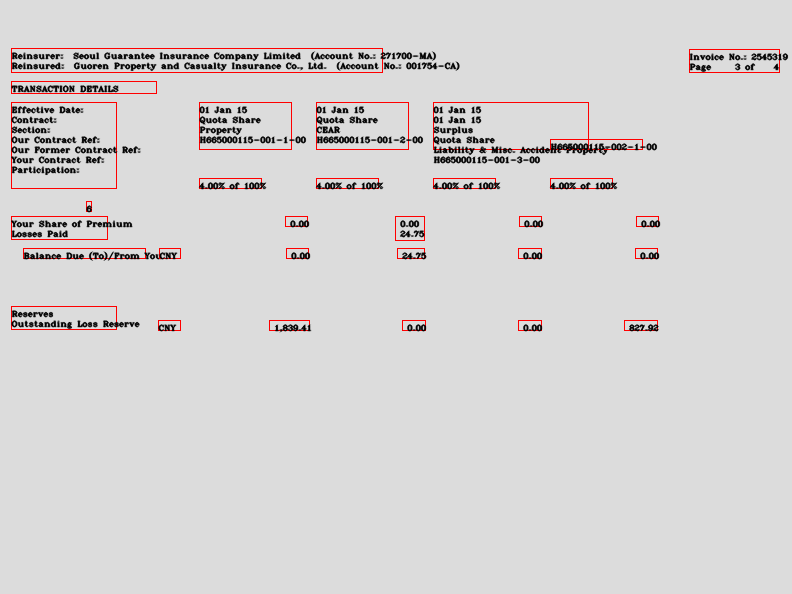 Reinsurer: Seoul Guarantee Insurance Company Limited (Account No.: 271700-MA)
Invoice No.: 2545319
Reinsured: Guoren Property and Casualty Insurance Co., Ltd. (Account No.: 001754-CA)
Page 3 of 4
TRANSACTION DETAILS
Effective Date: 01 Jan 15 01 Jan 15 01 Jan 15
Contract: Quota Share Quota Share 01 Jan 15
Section: Property CEAR Surplus
Our Contract Ref: H665000115-001-1-00 H665000115-001-2-00 Quota Share
H665000115-002-1-00
Our Former Contract Ref: Liability & Misc. Accident Property
Your Contract Ref: H665000115-001-3-00
Participation:
4.00% of 100% 4.00% of 100% 4.00% of 100% 4.00% of 100%
Your Share of Premium 0.00 0.00 0.00 0.00
Losses Paid 24.75
Balance Due (To)/From You CNY 0.00 24.75 0.00 0.00
Reserves
Outstanding Loss Reserve CNY 1,839.41 0.00 0.00 827.92